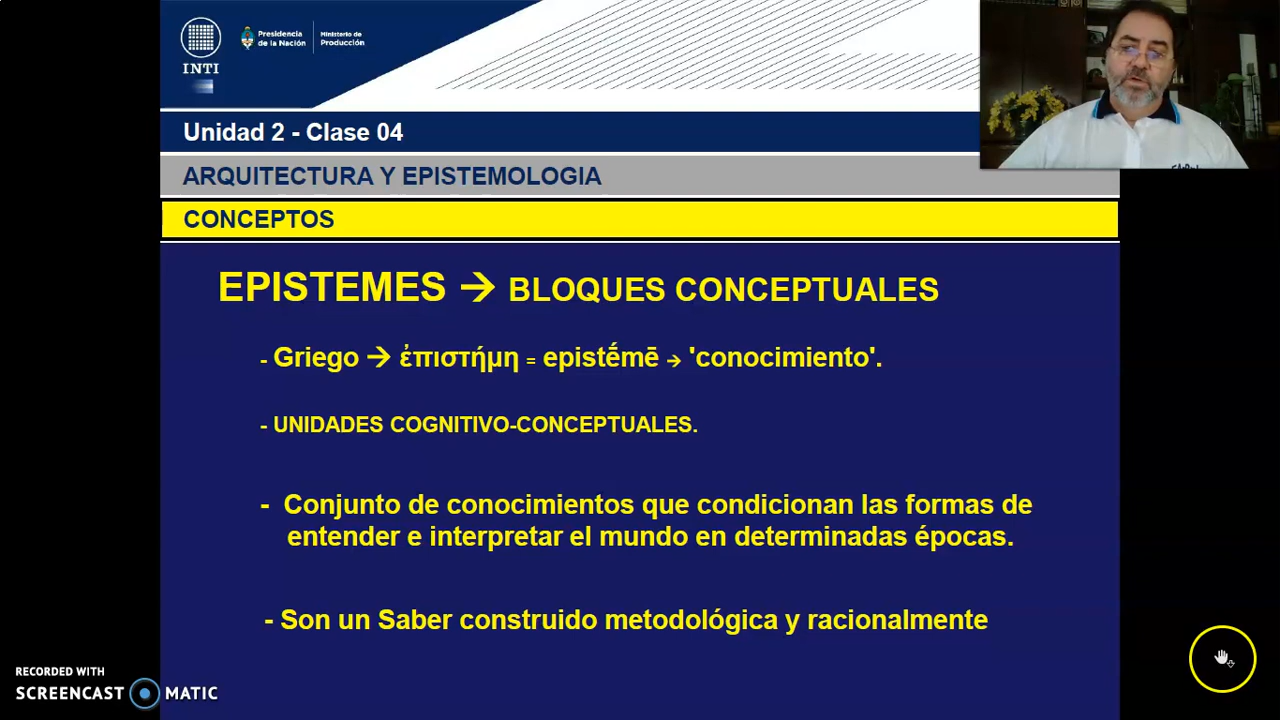 INTI
Presidencia
de la Nación
Ministerio de
Producción
Unidad 2 - Clase 04
ARQUITECTURA Y EPISTEMOLOGIA
CONCEPTOS
EPISTEMES → BLOQUES CONCEPTUALES
- Griego → ἐπιστήμη = epistḗmē → 'conocimiento'.
- UNIDADES COGNITIVO-CONCEPTUALES.
- Conjunto de conocimientos que condicionan las formas de
entender e interpretar el mundo en determinadas épocas.
- Son un Saber construido metodológica y racionalmente
RECORDED WITH
SCREENCAST MATIC